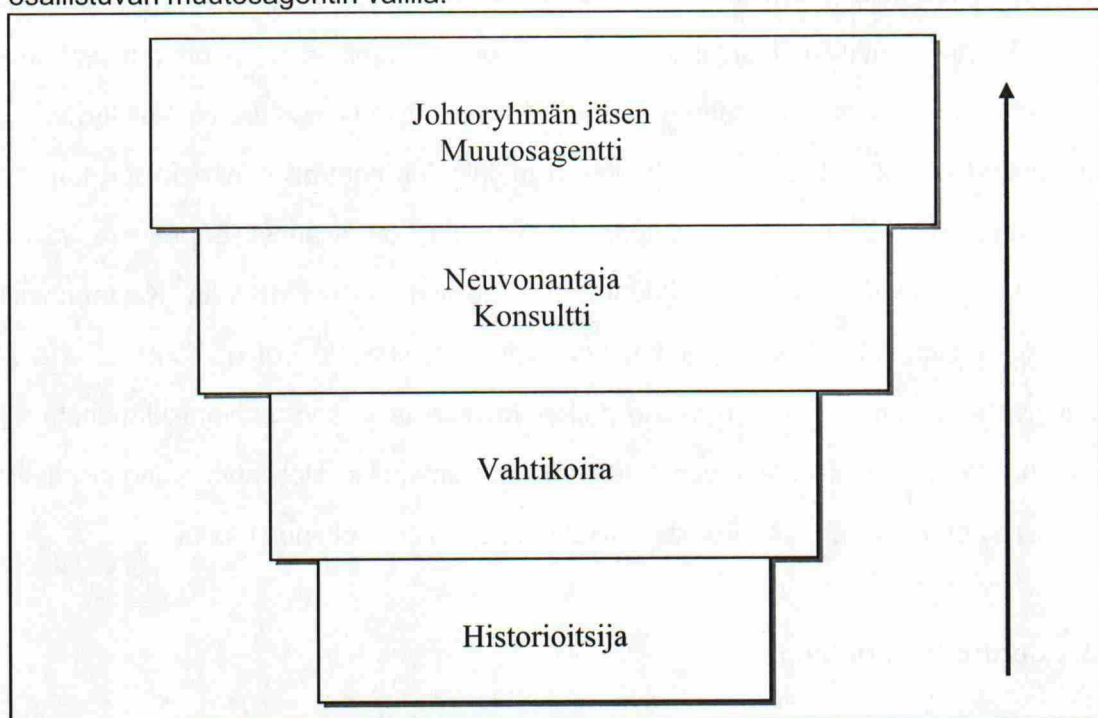 osallistuvan muutosagentin välillä.
Johtoryhmän jäsen
Muutosagentti
Neuvonantaja
Konsultti
Vahtikoira
Historioitsija